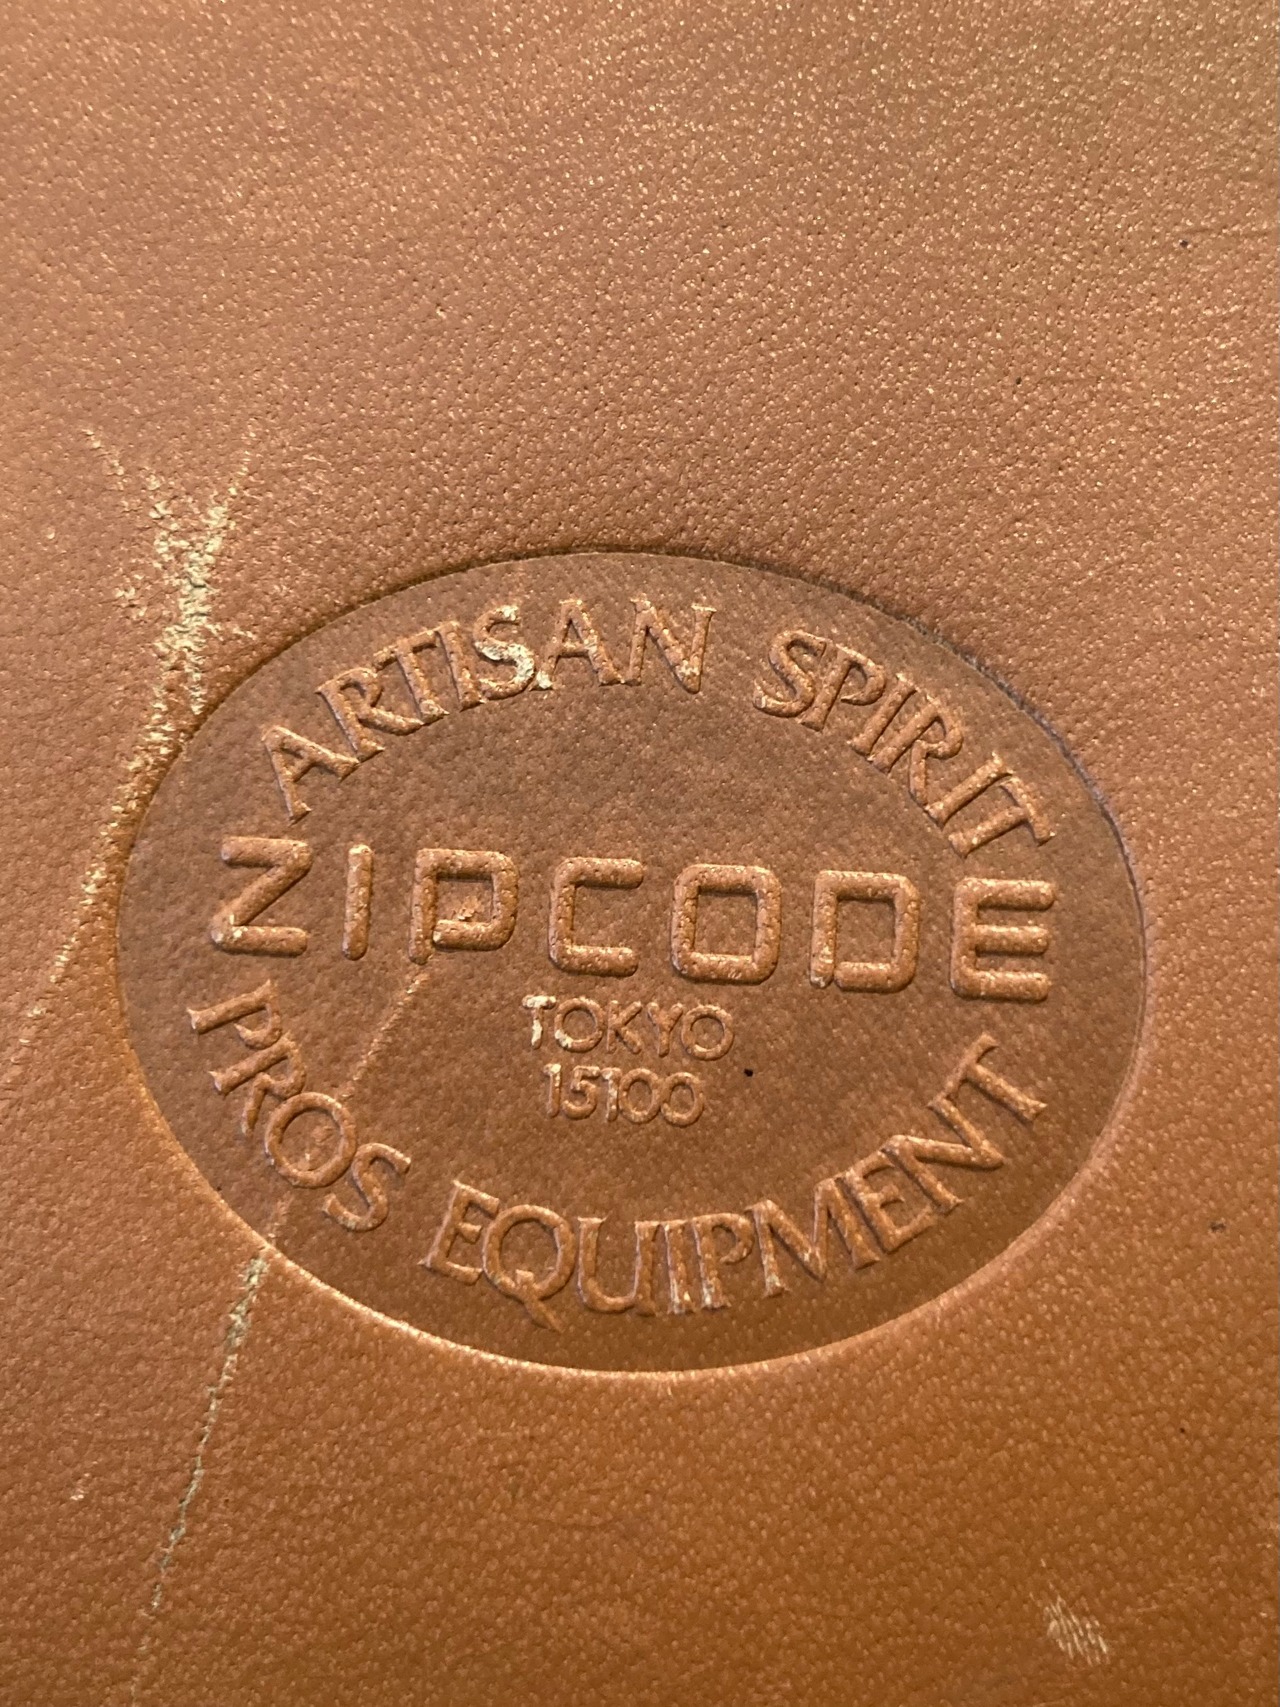 ARTISAN SPIRIT
ZIPCODE
TOKYO
15100
PROS EQUIPMENT